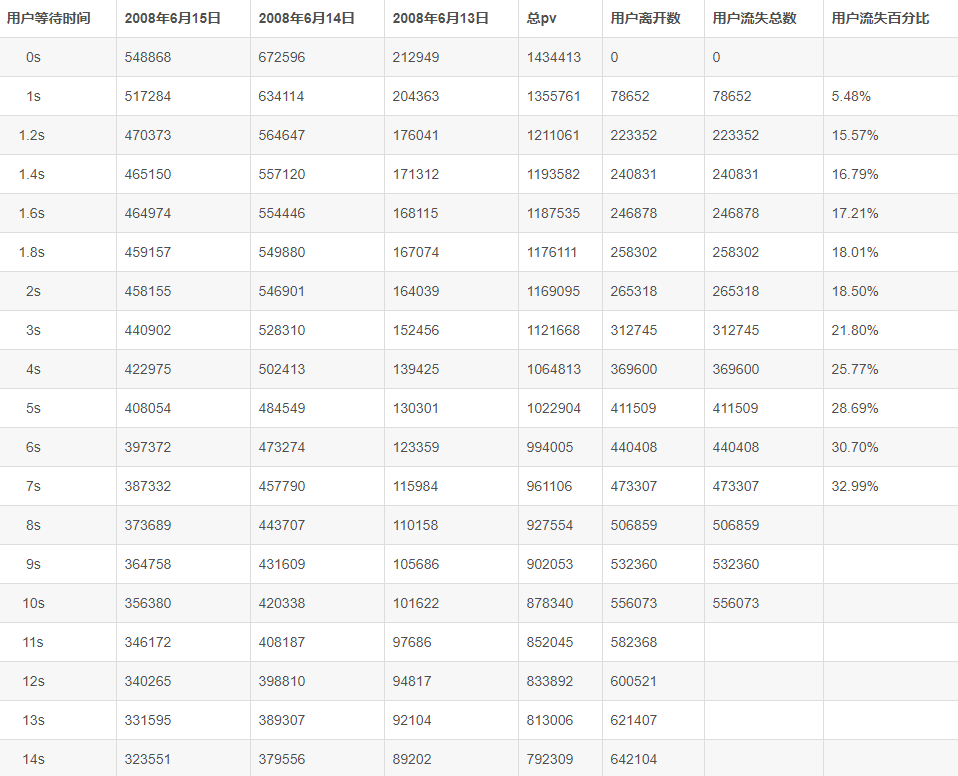 用户等待时间 2008年6月15日 2008年6月14日 2008年6月13日 总pv 用户离开数 用户流失总数 用户流失百分比
0s 548868 672596 212949 1434413 0 0
1s 517284 634114 204363 1355761 78652 78652 5.48%
1.2s 470373 564647 176041 1211061 223352 223352 15.57%
1.4s 465150 557120 171312 1193582 240831 240831 16.79%
1.6s 464974 554446 168115 1187535 246878 246878 17.21%
1.8s 459157 549880 167074 1176111 258302 258302 18.01%
2s 458155 546901 164039 1169095 265318 265318 18.50%
3s 440902 528310 152456 1121668 312745 312745 21.80%
4s 422975 502413 139425 1064813 369600 369600 25.77%
5s 408054 484549 130301 1022904 411509 411509 28.69%
6s 397372 473274 123359 994005 440408 440408 30.70%
7s 387332 457790 115984 961106 473307 473307 32.99%
8s 373689 443707 110158 927554 506859 506859
9s 364758 431609 105686 902053 532360 532360
10s 356380 420338 101622 878340 556073 556073
11s 346172 408187 97686 852045 582368
12s 340265 398810 94817 833892 600521
13s 331595 389307 92104 813006 621407
14s 323551 379556 89202 792309 642104